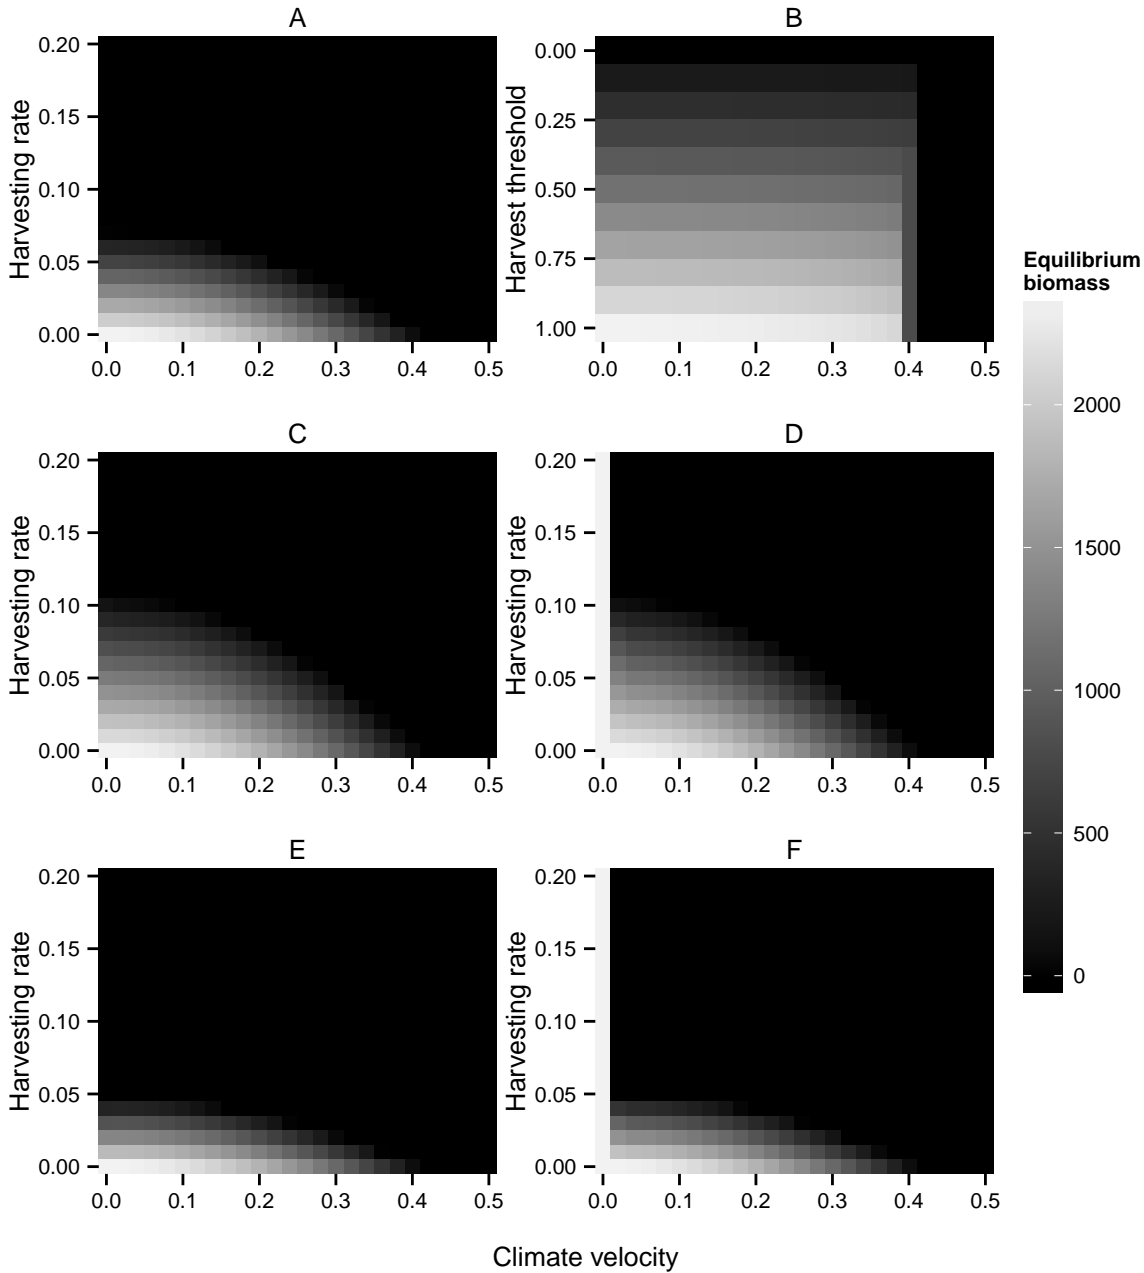 A
B
0.20
0.15
0.10
0.05
0.00
Harvesting rate
0.0 0.1 0.2 0.3 0.4 0.5
0.00
0.25
0.50
0.75
1.00
Harvest threshold
0.0 0.1 0.2 0.3 0.4 0.5
C
D
0.20
0.15
0.10
0.05
0.00
Harvesting rate
0.0 0.1 0.2 0.3 0.4 0.5
0.20
0.15
0.10
0.05
0.00
Harvesting rate
0.0 0.1 0.2 0.3 0.4 0.5
E
F
0.20
0.15
0.10
0.05
0.00
Harvesting rate
0.0 0.1 0.2 0.3 0.4 0.5
0.20
0.15
0.10
0.05
0.00
Harvesting rate
0.0 0.1 0.2 0.3 0.4 0.5
Climate velocity
Equilibrium
biomass
2000
1500
1000
500
0